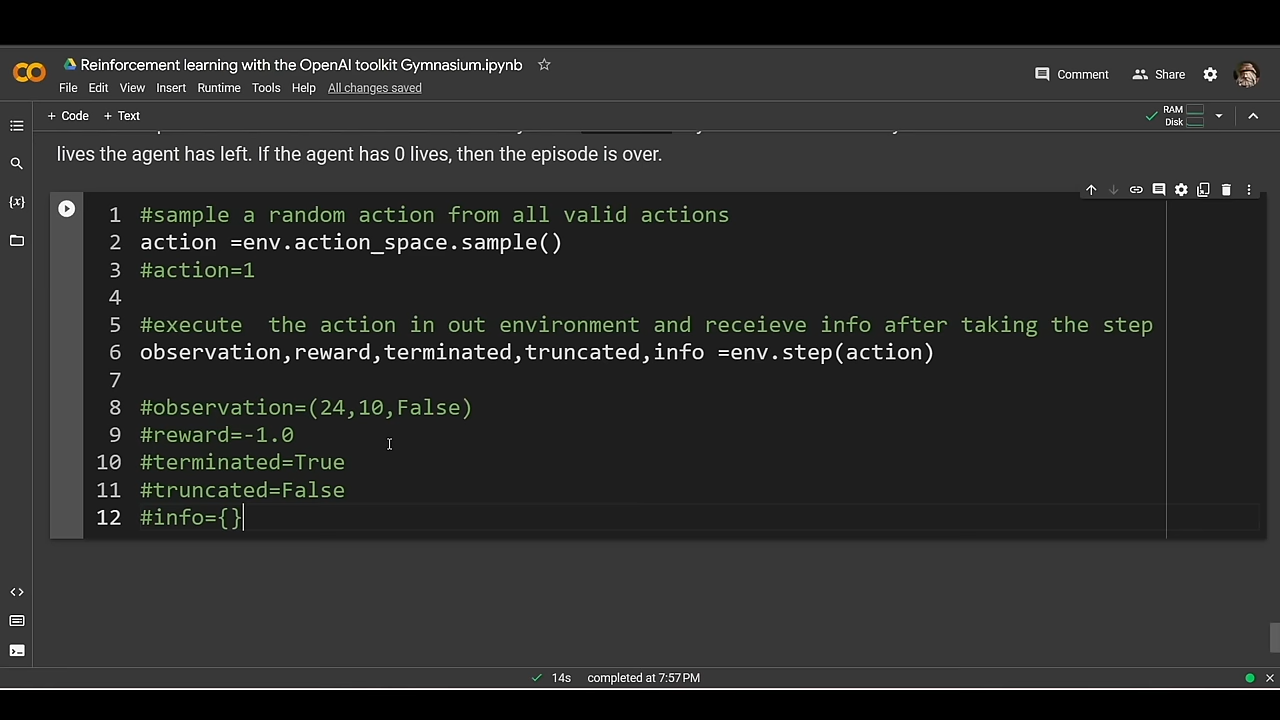 Reinforcement learning with the OpenAI toolkit Gymnasium.ipynb
Comment
Share
File Edit View Insert Runtime Tools Help All changes saved
+ Code + Text
RAM
Disk
lives the agent has left. If the agent has 0 lives, then the episode is over.
1 #sample a random action from all valid actions
2 action =env.action_space.sample()
3 #action=1
4
5 #execute  the action in out environment and receieve info after taking the step
6 observation,reward,terminated,truncated,info =env.step(action)
7
8 #observation=(24,10,False)
9 #reward=-1.0
10 #terminated=True
11 #truncated=False
12 #info={}
14s completed at 7:57 PM